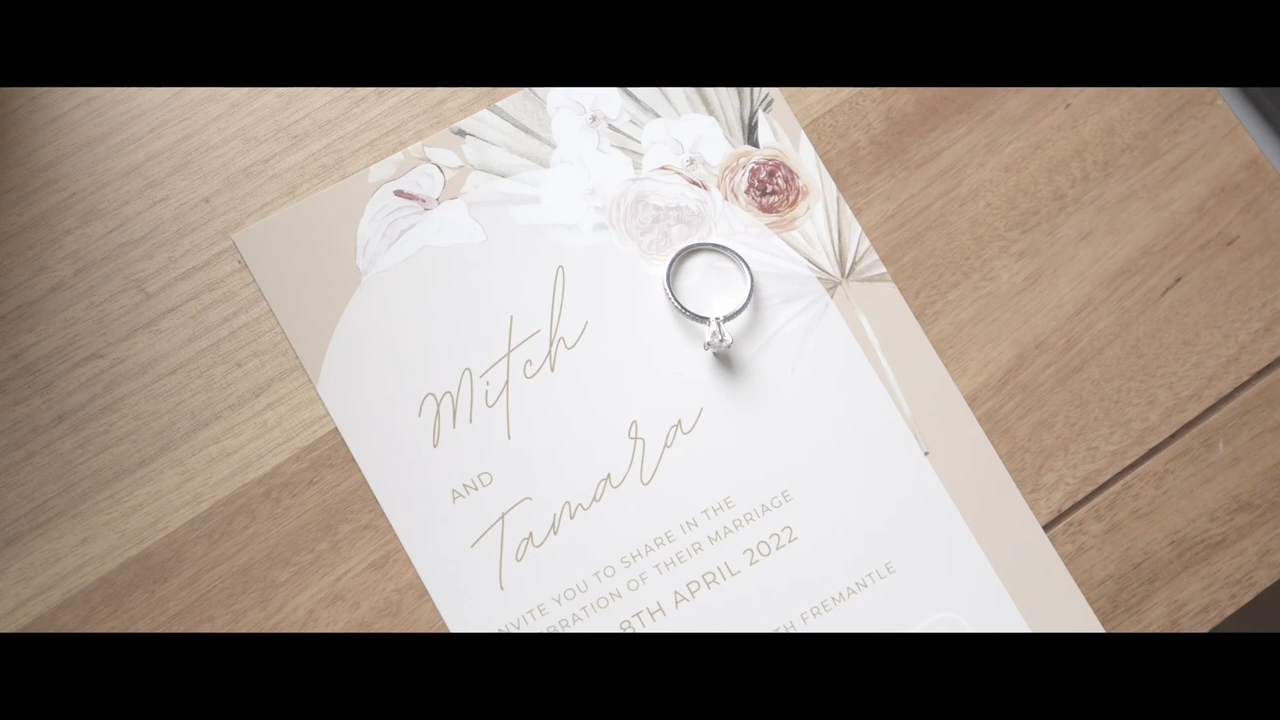 Mitch
AND
Tamara
NVITE YOU TO SHARE IN THE
BRATION OF THEIR MARRIAGE
8TH APRIL 2022
TH FREMANTLE